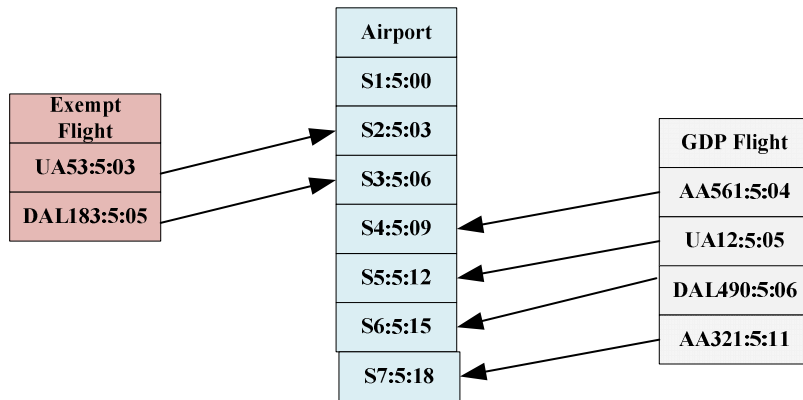 Exempt
Flight
UA53:5:03
DAL183:5:05
Airport
S1:5:00
S2:5:03
S3:5:06
S4:5:09
S5:5:12
S6:5:15
S7:5:18
GDP Flight
AA561:5:04
UA12:5:05
DAL490:5:06
AA321:5:11